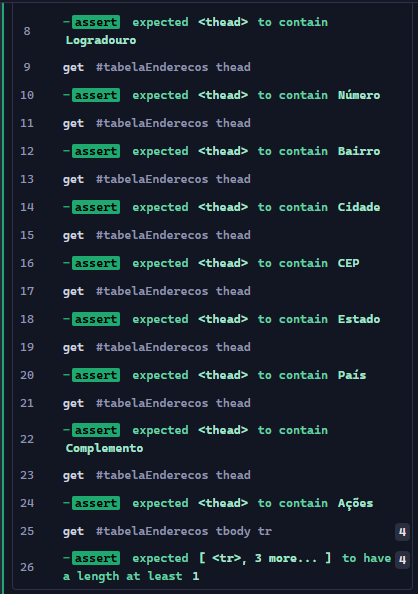 8 -assert expected <thead> to contain
Logradouro
9 get #tabelaEnderecos thead
10 -assert expected <thead> to contain Número
11 get #tabelaEnderecos thead
12 -assert expected <thead> to contain Bairro
13 get #tabelaEnderecos thead
14 -assert expected <thead> to contain Cidade
15 get #tabelaEnderecos thead
16 -assert expected <thead> to contain CEP
17 get #tabelaEnderecos thead
18 -assert expected <thead> to contain Estado
19 get #tabelaEnderecos thead
20 -assert expected <thead> to contain País
21 get #tabelaEnderecos thead
22 -assert expected <thead> to contain
Complemento
23 get #tabelaEnderecos thead
24 -assert expected <thead> to contain Ações
25 get #tabelaEnderecos tbody tr 4
26 -assert expected [ <tr>, 3 more... ] to have 4
a length at least 1